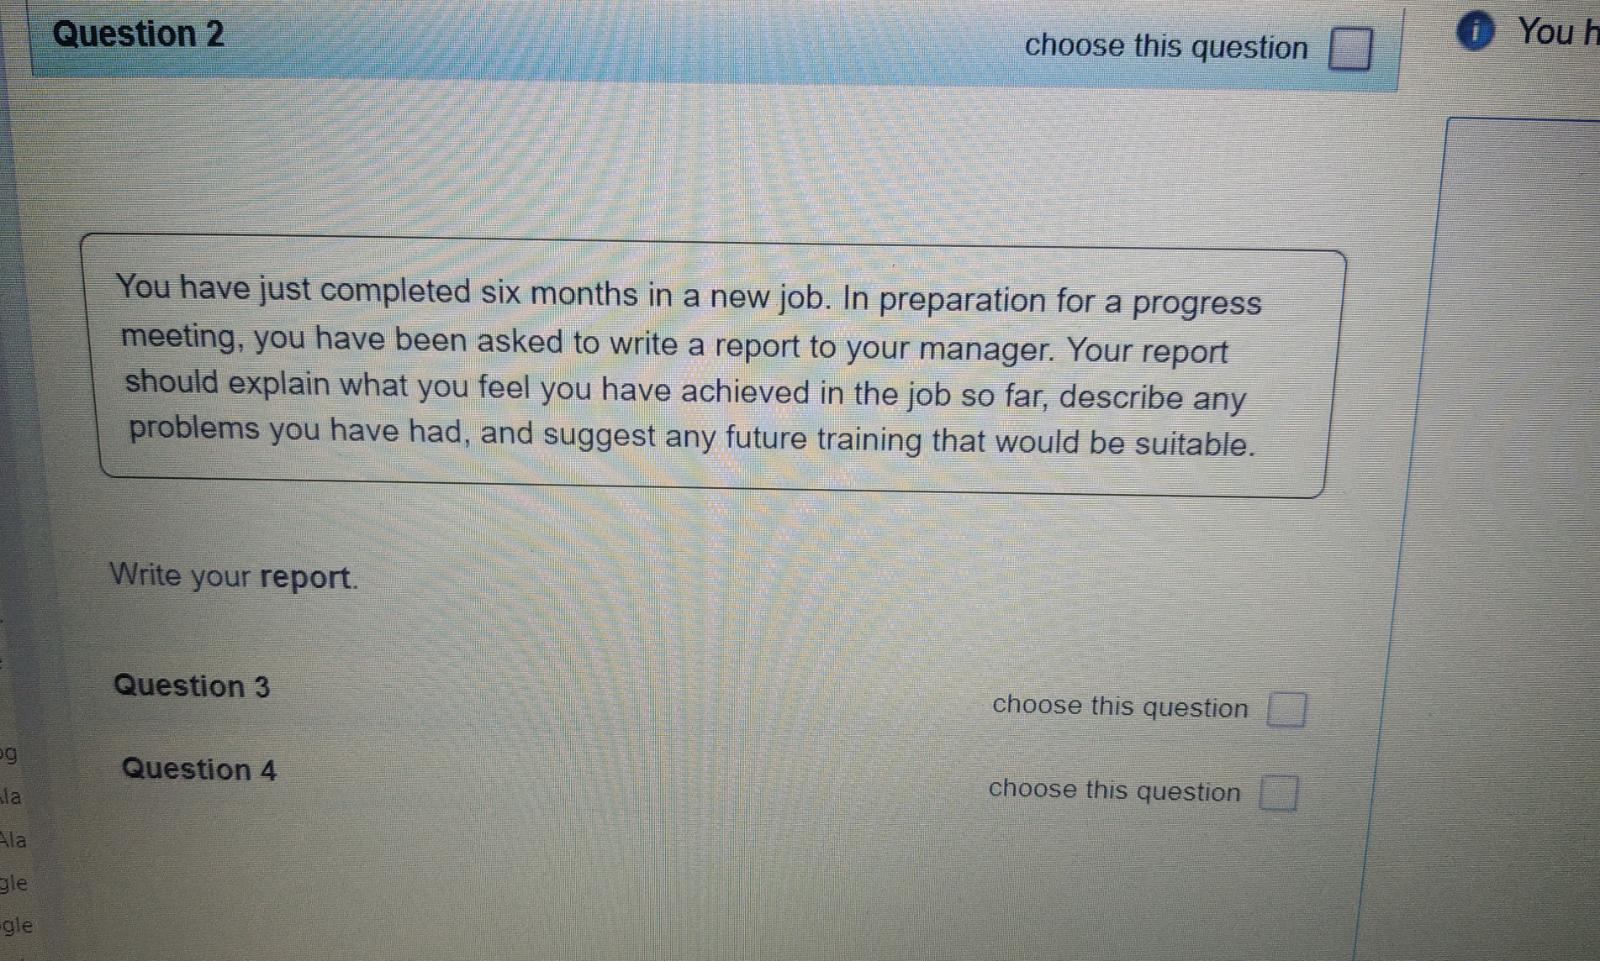 Question 2
choose this question
You h
You have just completed six months in a new job. In preparation for a progress
meeting, you have been asked to write a report to your manager. Your report
should explain what you feel you have achieved in the job so far, describe any
problems you have had, and suggest any future training that would be suitable.
Write your report.
Question 3
choose this question
Question 4
choose this question
og
Ala
Ala
gle
gle